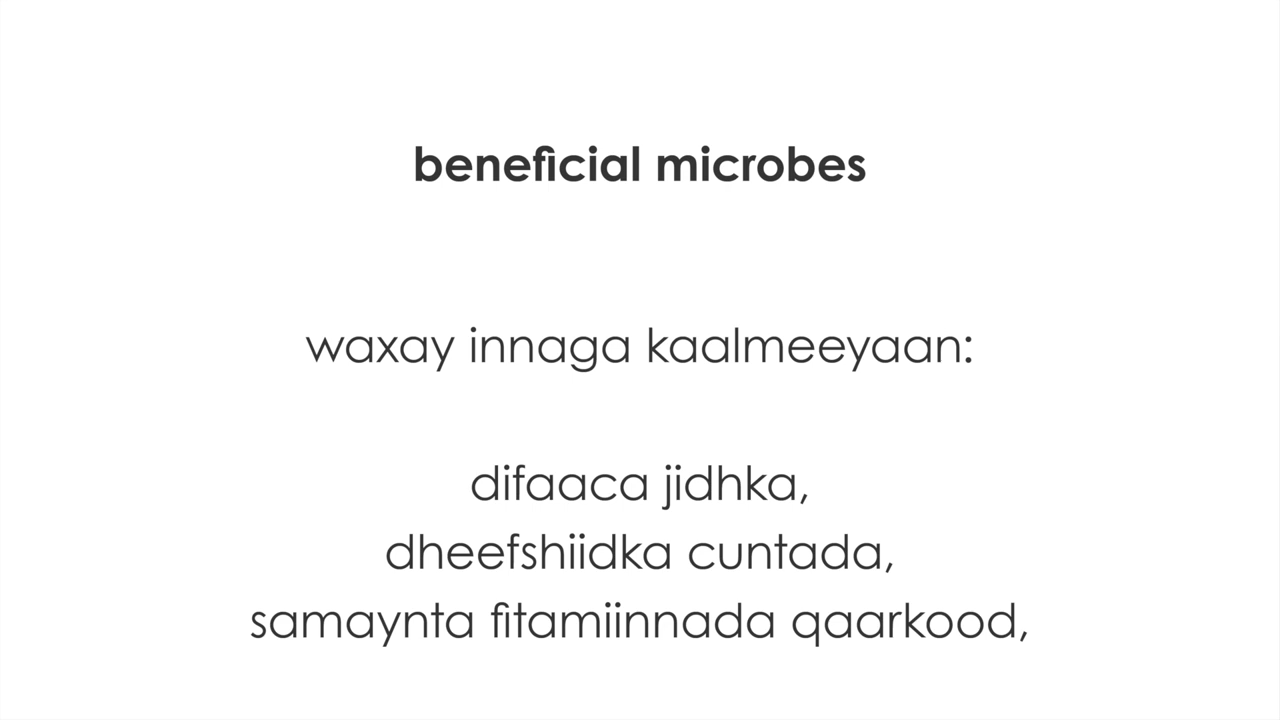 beneficial microbes
waxay innaga kaalmeeyaan:
difaaca jidhka,
dheefshiidka cuntada,
samaynta fitamiinnada qaarkood,